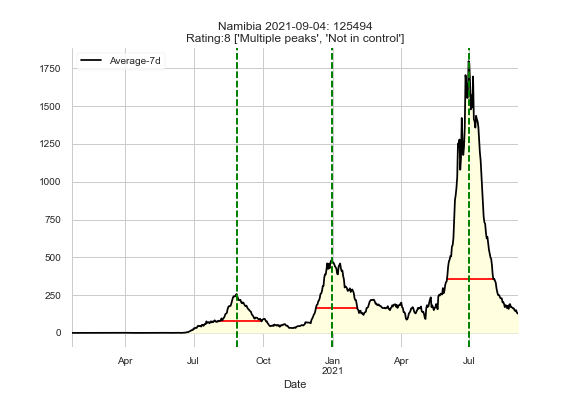 Namibia 2021-09-04: 125494
Rating:8 ['Multiple peaks', 'Not in control']
Average-7d
1750
1500
1250
1000
750
500
250
0
Apr Jul Oct Jan Apr Jul
2021
Date